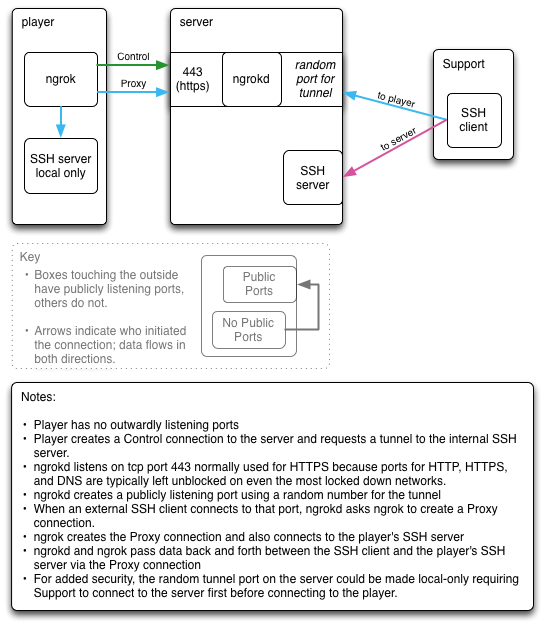 player
server
Support
ngrok
Control
Proxy
443
(https)
ngrokd
random
port for
tunnel
to player
to server
SSH
client
SSH server
local only
SSH
server
Key
• Boxes touching the outside
have publicly listening ports,
others do not.
• Arrows indicate who initiated
the connection; data flows in
both directions.
Public
Ports
No Public
Ports
Notes:
• Player has no outwardly listening ports
• Player creates a Control connection to the server and requests a tunnel to the internal SSH
server.
• ngrokd listens on tcp port 443 normally used for HTTPS because ports for HTTP, HTTPS,
and DNS are typically left unblocked on even the most locked down networks.
• ngrokd creates a publicly listening port using a random number for the tunnel
• When an external SSH client connects to that port, ngrokd asks ngrok to create a Proxy
connection.
• ngrok creates the Proxy connection and also connects to the player's SSH server
• ngrokd and ngrok pass data back and forth between the SSH client and the player's SSH
server via the Proxy connection
• For added security, the random tunnel port on the server could be made local-only requiring
Support to connect to the server first before connecting to the player.